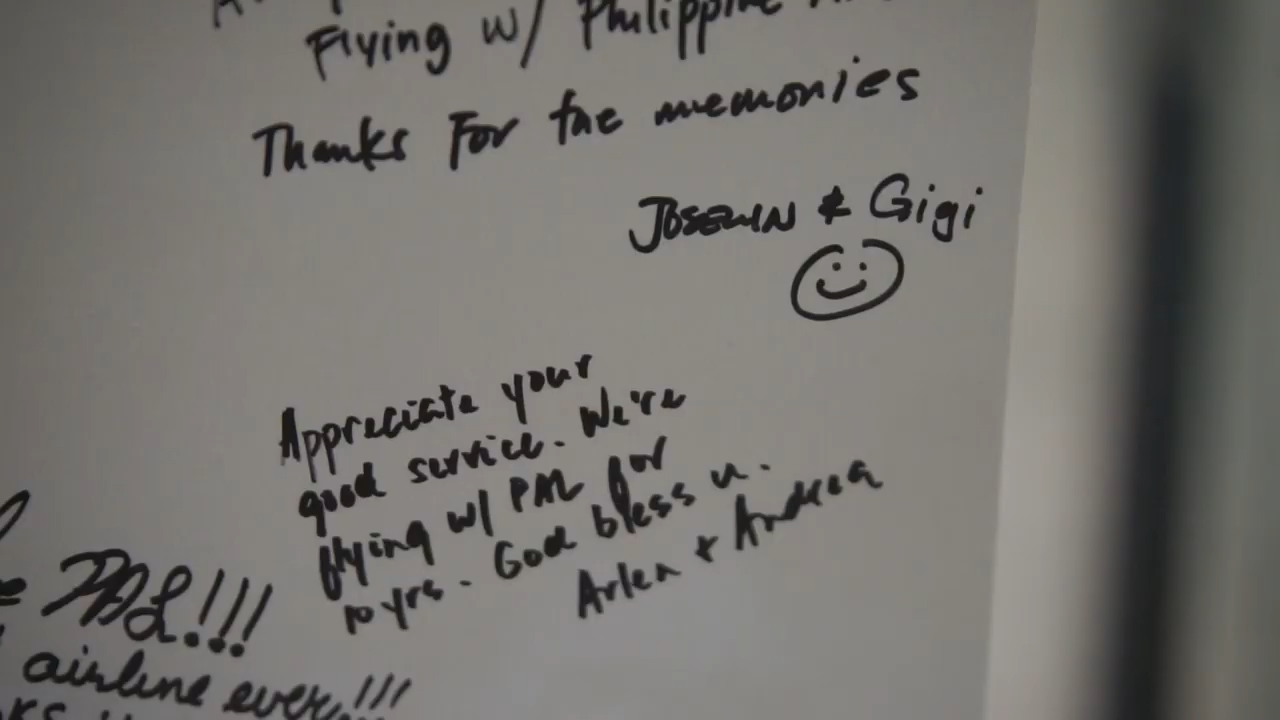 Flying w/ Philippine
Thanks For the memories
JOSELYN & Gigi
Appreciate your
good service. We're
flying w/ PAL for
10 yrs. God bless u.
Arlen + Andrea
PAL!!!
airline ever!!!